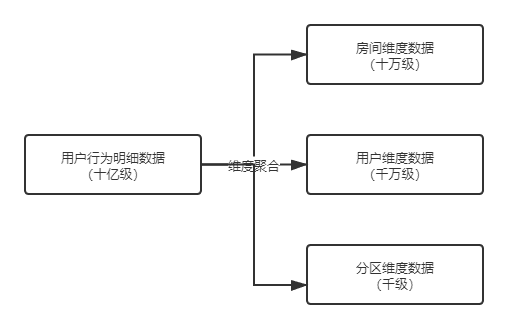 房间维度数据
（十万级）
用户行为明细数据
（十亿级）
维度聚合
用户维度数据
（千万级）
分区维度数据
（千级）